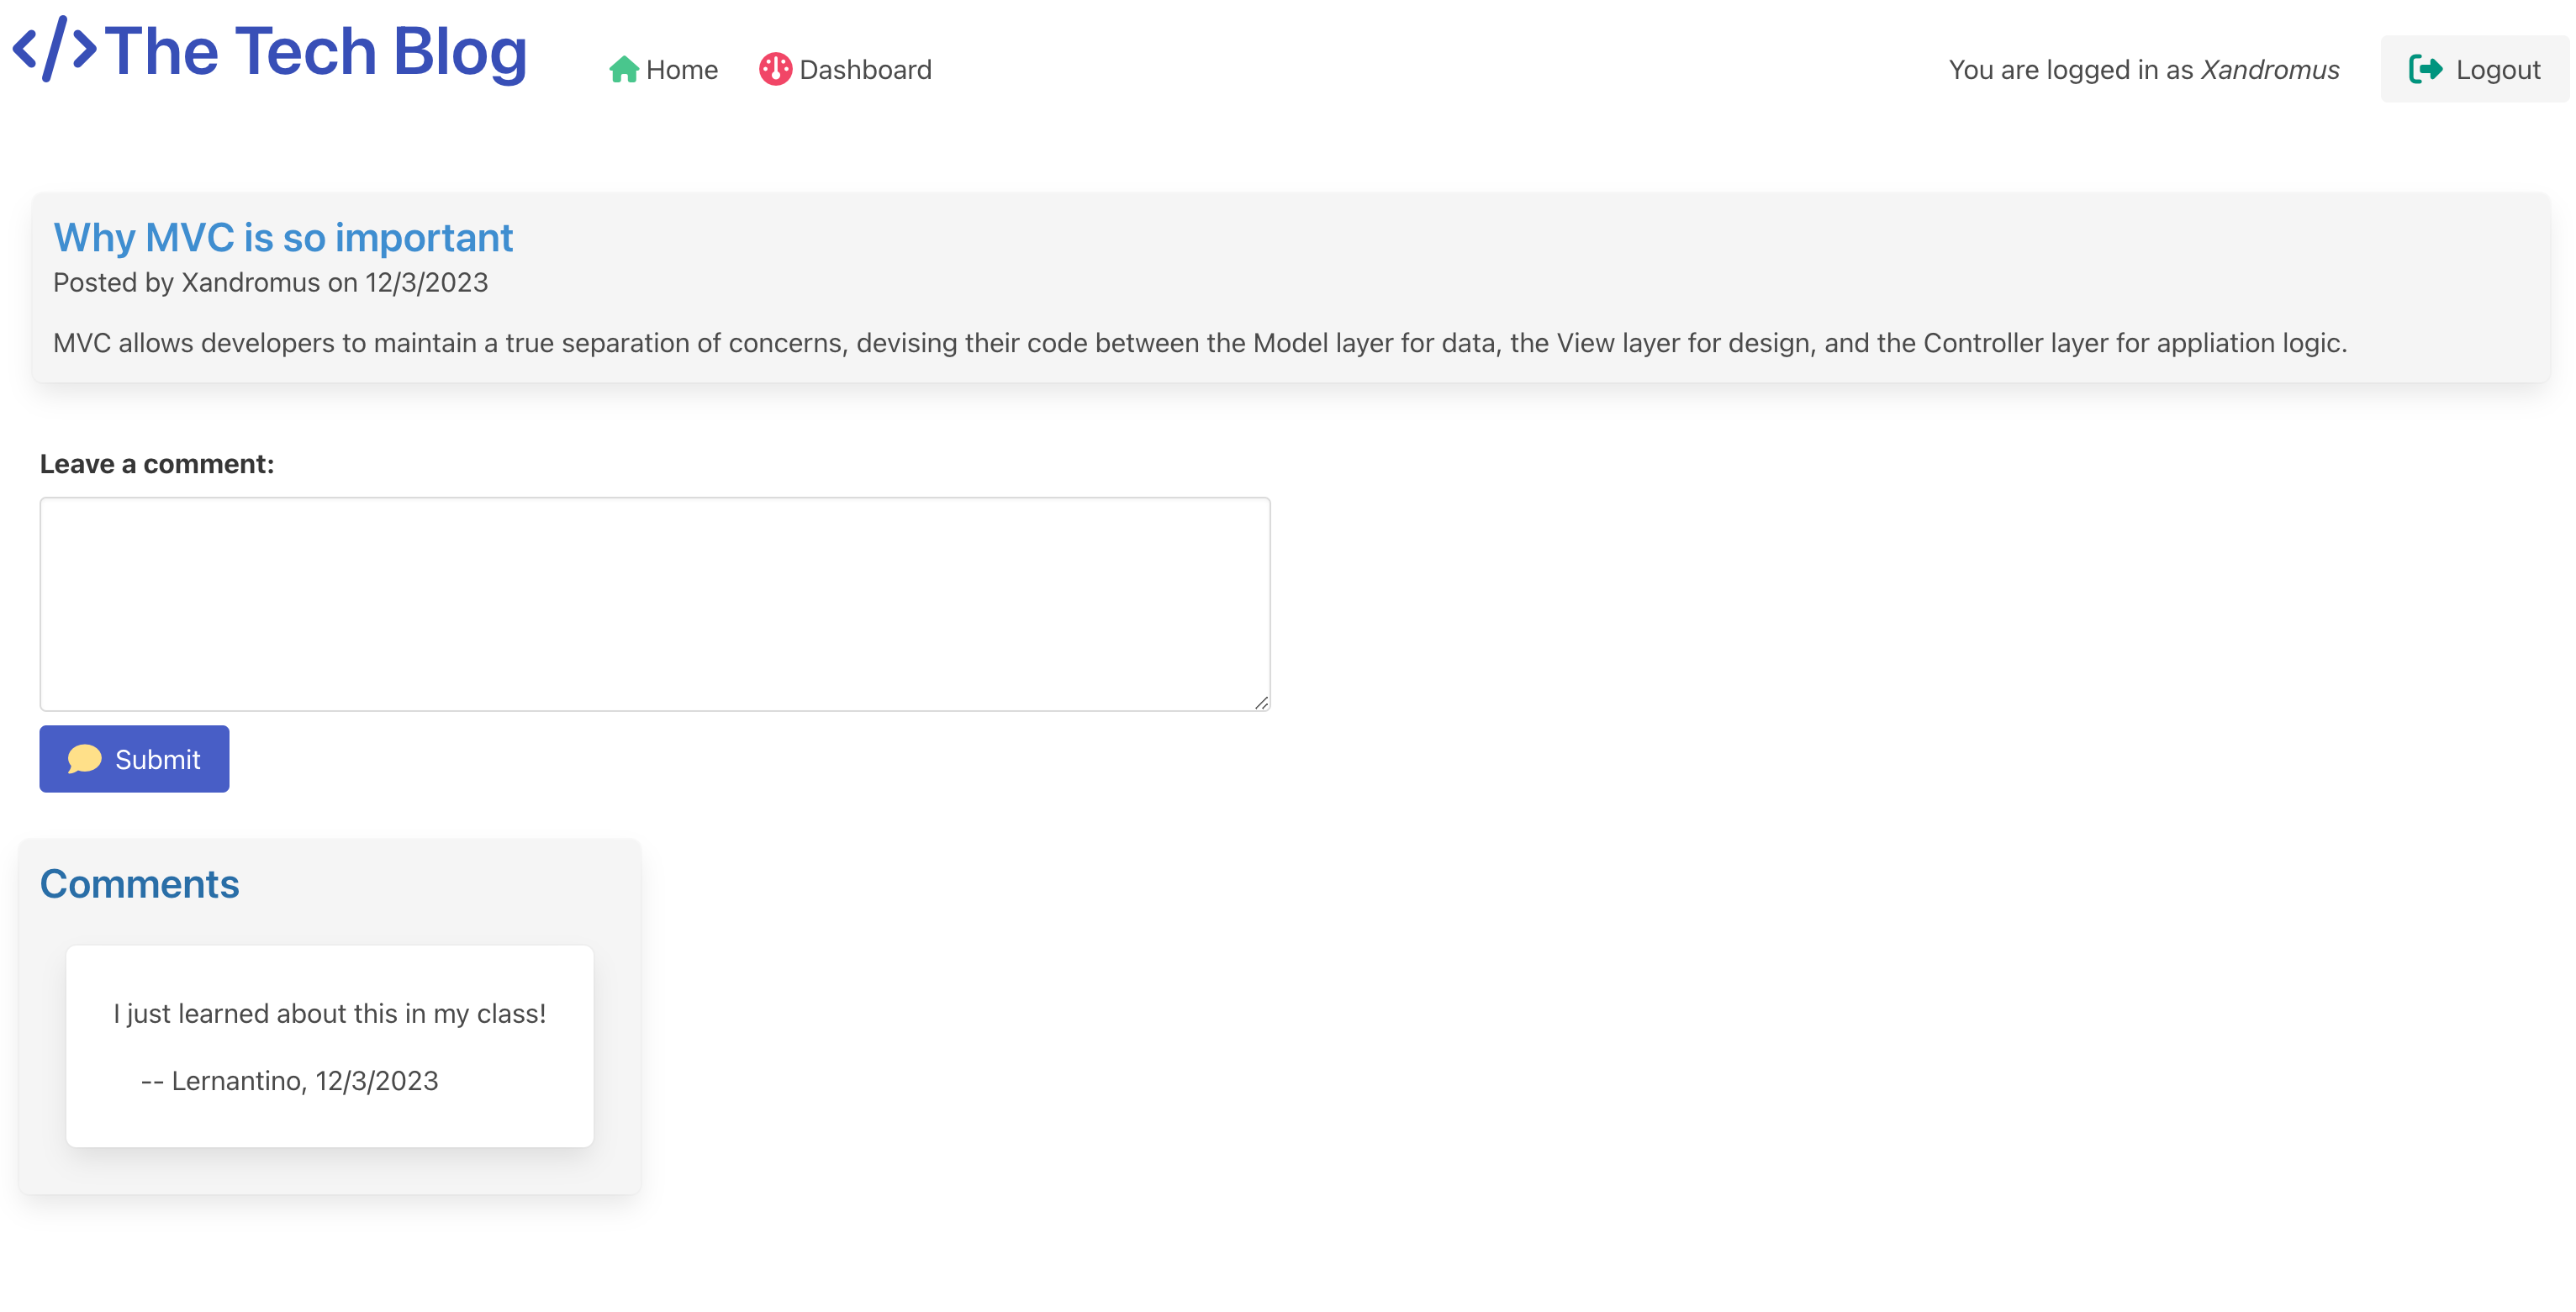 </>The Tech Blog
Home
Dashboard
You are logged in as Xandromus
Logout
Why MVC is so important
Posted by Xandromus on 12/3/2023
MVC allows developers to maintain a true separation of concerns, devising their code between the Model layer for data, the View layer for design, and the Controller layer for appliation logic.
Leave a comment:
Submit
Comments
I just learned about this in my class!
-- Lernantino, 12/3/2023